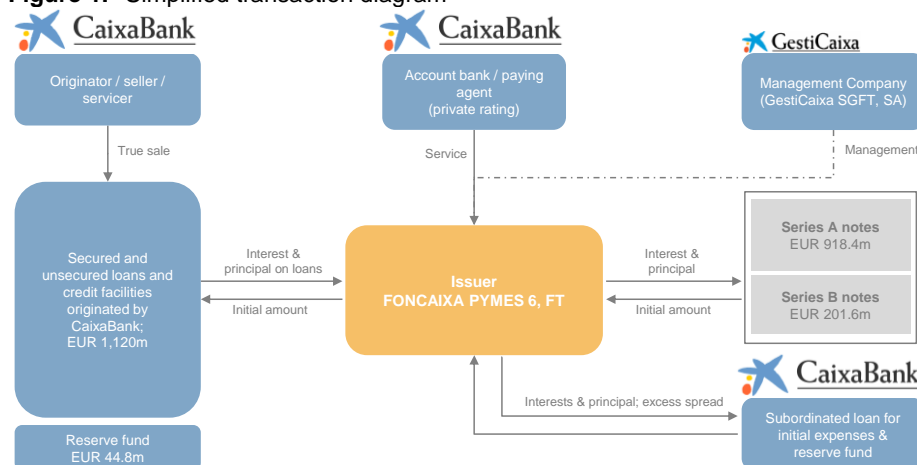 Figure 1. Simplified transaction diagram
CaixaBank
CaixaBank
GestiCaixa
Originator / seller /
servicer
Account bank / paying
agent
(private rating)
Management Company
(GestiCaixa SGFT, SA)
True sale
Service
Management
Secured and
unsecured loans and
credit facilities
originated by
CaixaBank;
EUR 1,120m
Interest &
principal on loans
Initial amount
Issuer
FONCAIXA PYMES 6, FT
Interest &
principal
Initial amount
Series A notes
EUR 918.4m
Series B notes
EUR 201.6m
CaixaBank
Interests & principal; excess spread
Subordinated loan for
initial expenses &
reserve fund
Reserve fund
EUR 44.8m